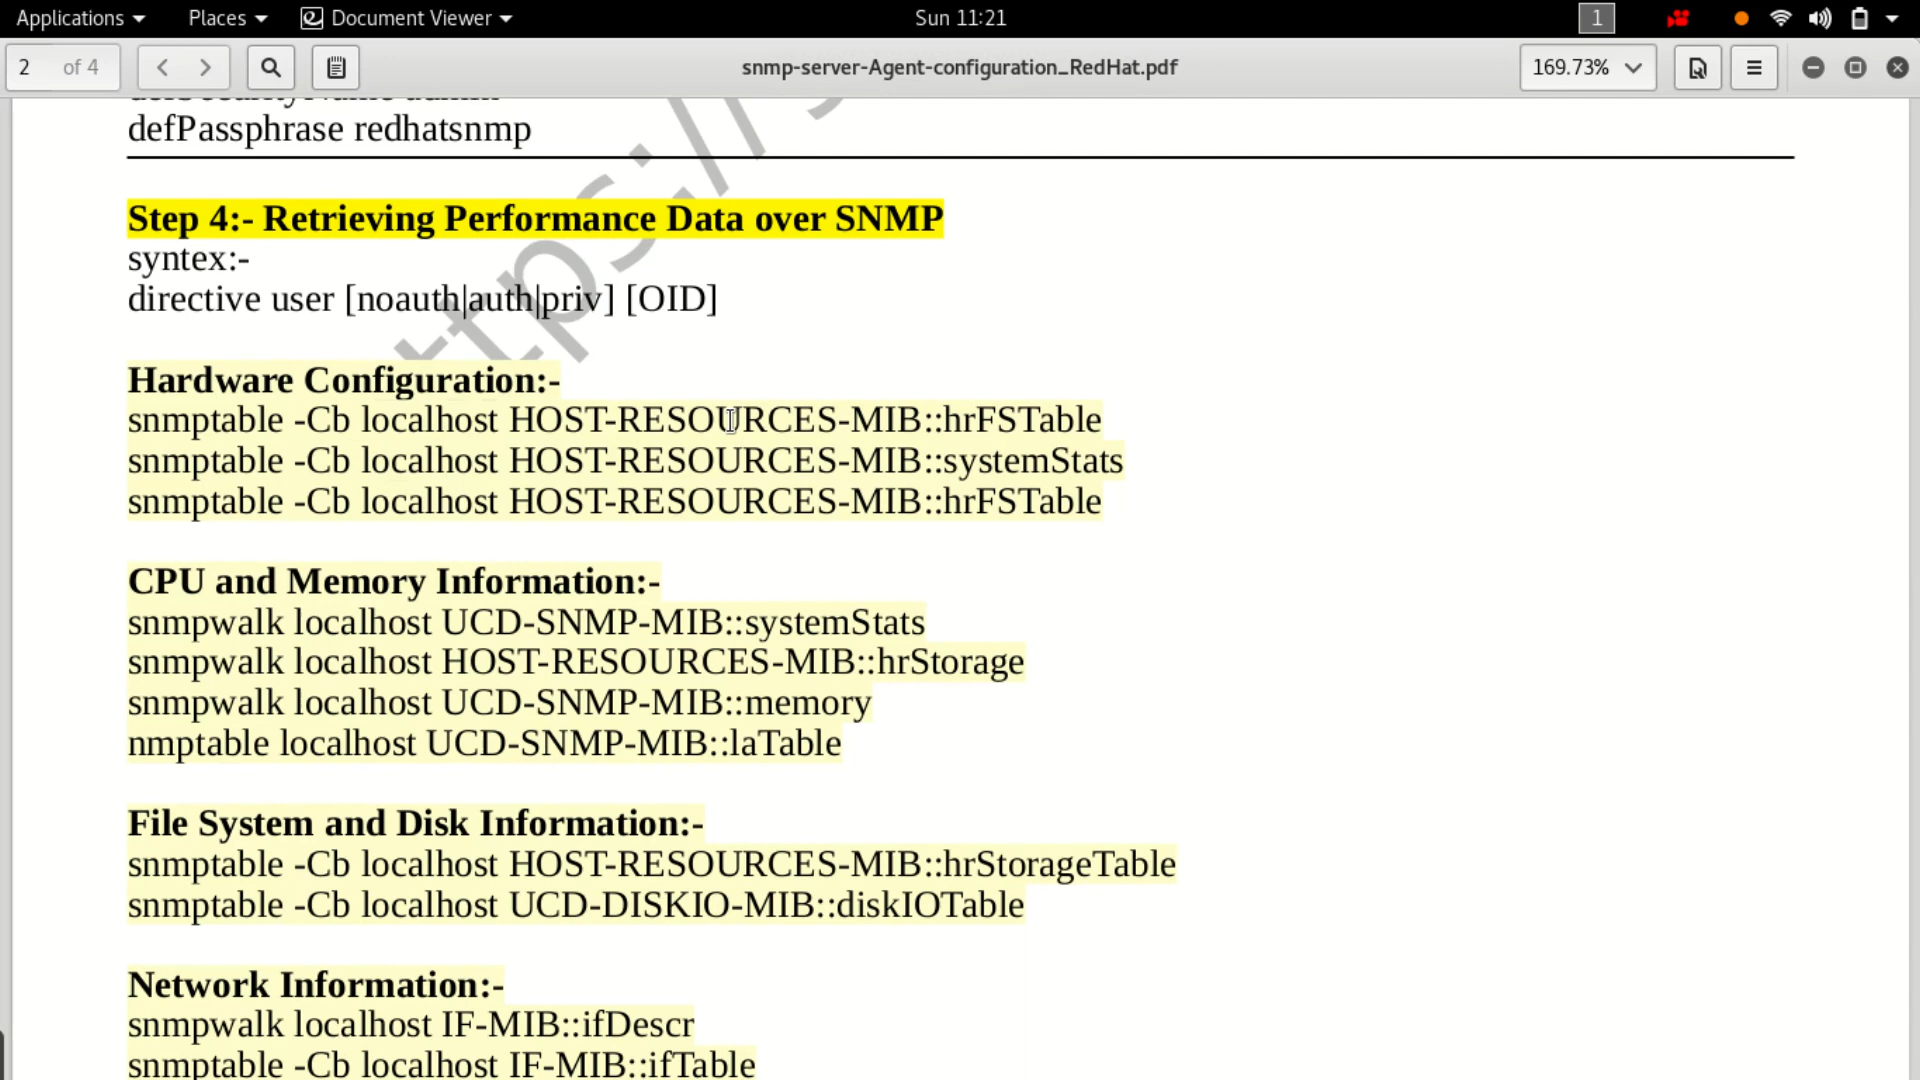 Applications Places Document Viewer Sun 11:21 1
2 of 4 snmp-server-Agent-configuration_RedHat.pdf 169.73%
defPassphrase redhatsnmp
Step 4:- Retrieving Performance Data over SNMP
syntex:-
directive user [noauth|auth|priv] [OID]
Hardware Configuration:-
snmptable -Cb localhost HOST-RESOURCES-MIB::hrFSTable
snmptable -Cb localhost HOST-RESOURCES-MIB::systemStats
snmptable -Cb localhost HOST-RESOURCES-MIB::hrFSTable
CPU and Memory Information:-
snmpwalk localhost UCD-SNMP-MIB::systemStats
snmpwalk localhost HOST-RESOURCES-MIB::hrStorage
snmpwalk localhost UCD-SNMP-MIB::memory
nmptable localhost UCD-SNMP-MIB::laTable
File System and Disk Information:-
snmptable -Cb localhost HOST-RESOURCES-MIB::hrStorageTable
snmptable -Cb localhost UCD-DISKIO-MIB::diskIOTable
Network Information:-
snmpwalk localhost IF-MIB::ifDescr
snmptable -Cb localhost IF-MIB::ifTable